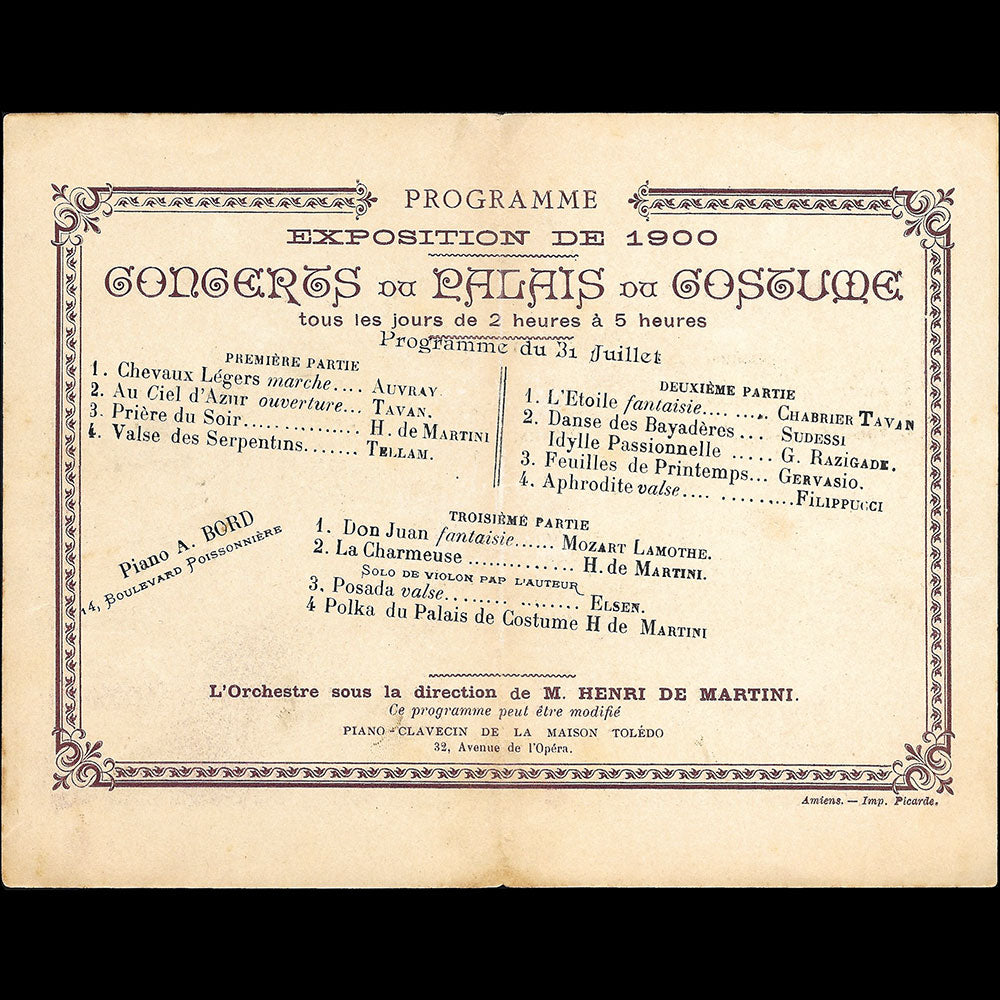 PROGRAMME
EXPOSITION DE 1900
CONCERTS DU PALAIS DU COSTUME
tous les jours de 2 heures à 5 heures
Programme du 31 Juillet
PREMIÈRE PARTIE
1. Chevaux Légers marche.... AUVRAY.
2. Au Ciel d'Azur ouverture... TAVAN.
3. Prière du Soir................ H. de MARTINI
4. Valse des Serpentins....... TELLAM.
DEUXIÈME PARTIE
1. L'Etoile fantaisie.... .... CHABRIER TAVAN
2. Danse des Bayadères... SUDESSI
Idylle Passionnelle ..... G. RAZIGADE.
3. Feuilles de Printemps... GERVASIO.
4. Aphrodite valse.... ..........FILIPPUCCI
TROISIÈME PARTIE
1. Don Juan fantaisie...... MOZART LAMOTHE.
2. La Charmeuse .............. H. de MARTINI.
SOLO DE VIOLON PAP L'AUTEUR
3. Posada valse........ ........ ELSEN.
4 Polka du Palais de Costume H de MARTINI
Piano A. BORD
14, BOULEVARD POISSONNIÈRE
L'Orchestre sous la direction de M. HENRI DE MARTINI.
Ce programme peut être modifié
PIANO-CLAVECIN DE LA MAISON TOLÉDO
32, Avenue de l'Opéra.
Amiens. — Imp. Picarde.